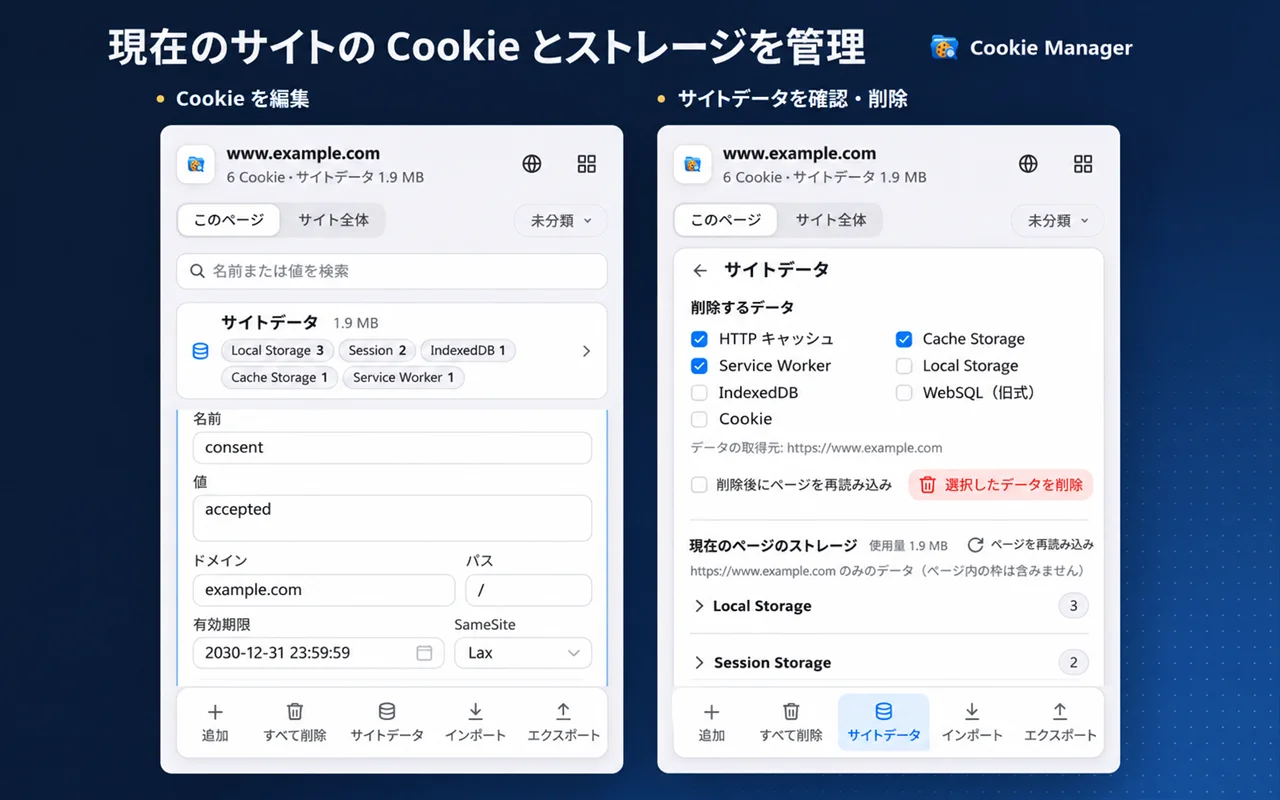 現在のサイトの Cookie とストレージを管理
Cookie Manager
• Cookie を編集
www.example.com
6 Cookie • サイトデータ 1.9 MB
このページ
サイト全体
未分類
名前または値を検索
サイトデータ 1.9 MB
Local Storage 3
Session 2
IndexedDB 1
Cache Storage 1
Service Worker 1
名前
consent
値
accepted
ドメイン
パス
example.com
/
有効期限
SameSite
2030-12-31 23:59:59
Lax
追加
すべて削除
サイトデータ
インポート
エクスポート
• サイトデータを確認・削除
www.example.com
6 Cookie • サイトデータ 1.9 MB
このページ
サイト全体
未分類
サイトデータ
削除するデータ
HTTP キャッシュ
Cache Storage
Service Worker
Local Storage
IndexedDB
WebSQL（旧式）
Cookie
データの取得元: https://www.example.com
削除後にページを再読み込み
選択したデータを削除
現在のページのストレージ 使用量 1.9 MB
ページを再読み込み
https://www.example.com のみのデータ（ページ内の枠は含みません）
Local Storage
3
Session Storage
2
追加
すべて削除
サイトデータ
インポート
エクスポート